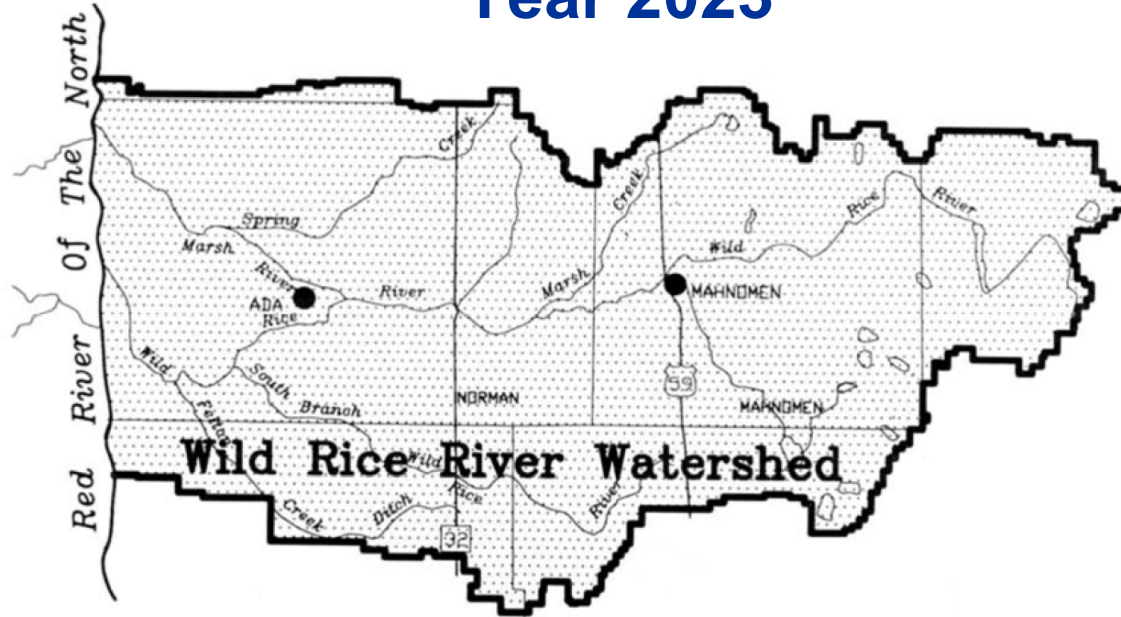 Year 2023
Red River Of The North
Creek
Spring
Marsh
River
River
ADA
Rice
Marsh
Creek
Wild
Rice
River
MAHNOMEN
Wild
South
Branch
Felton
NORMAN
59
MAHNOMEN
Wild Rice River Watershed
Wild
Rice
River
Creek
Ditch
32